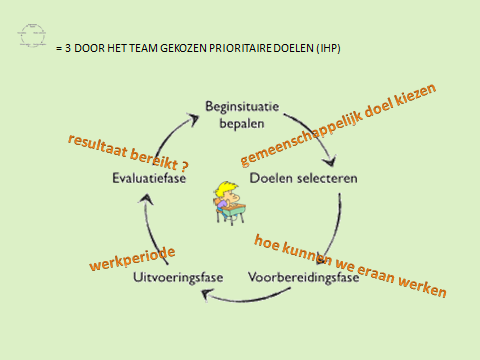 = 3 DOOR HET TEAM GEKOZEN PRIORITAIRE DOELEN (IHP)
Beginsituatie
bepalen
gemeenschappelijk doel kiezen
resultaat bereikt ?
Evaluatiefase
Doelen selecteren
werkperiode
hoe kunnen we eraan werken
Uitvoeringsfase
Voorbereidingsfase